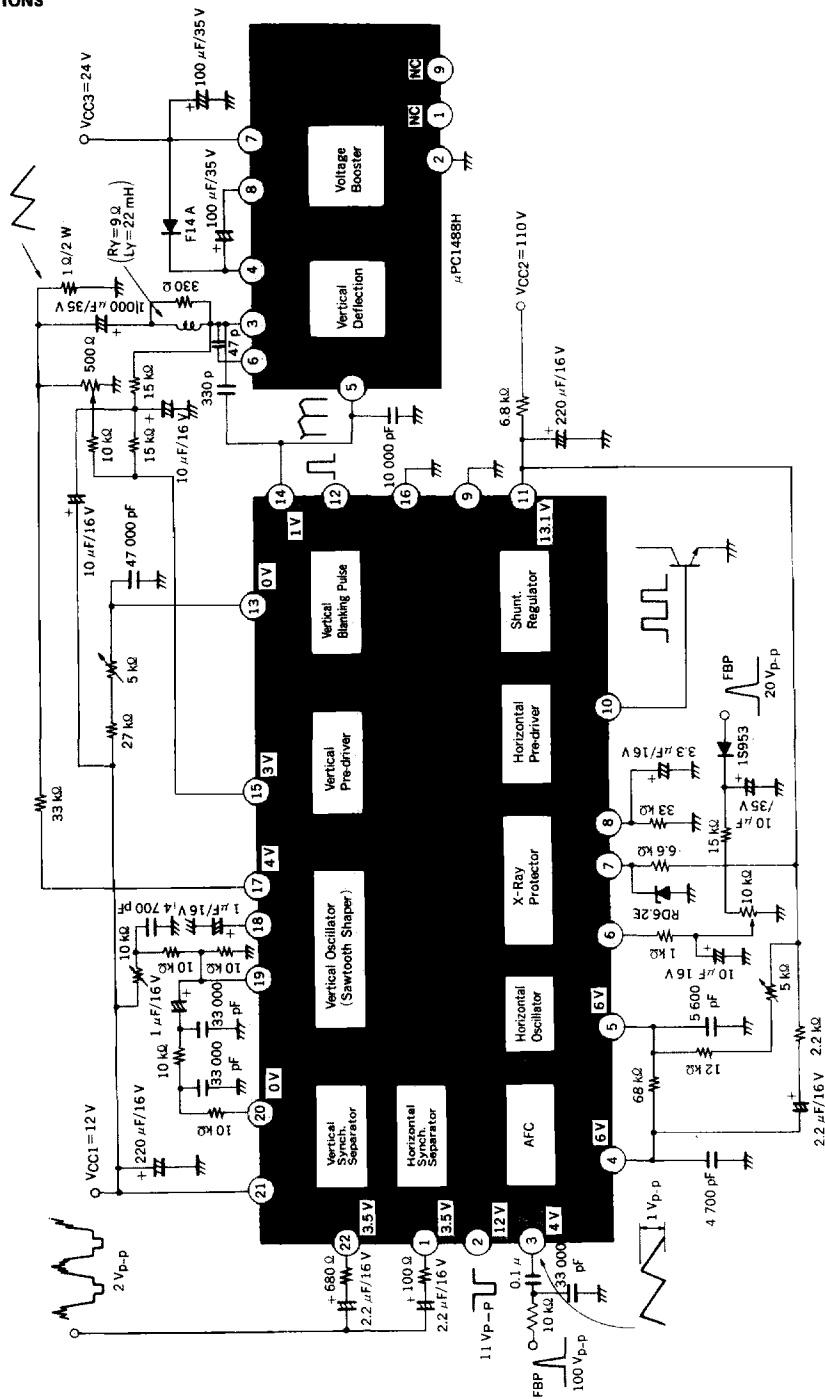 TIONS
2 Vp-p
VCC1=12 V
220 μF/16 V
+
10 kΩ
10 kΩ
33 000
pF
33 000
pF
1 μF/16 V
10 kΩ
10 kΩ
10 kΩ
1 μF/16 V
4,700 pF
33 kΩ
27 kΩ
5 kΩ
47 000 pF
10 μF/16 V
10 kΩ
15 kΩ
10 μF/16 V
500 Ω
15 kΩ
1 000 μF/35 V
1 Ω/2 W
(Ry=9 Ω
Ly=22 mH)
330 Ω
47 p
330 p
F14 A
100 μF/35 V
VCC3=24 V
100 μF/35 V
21
20
0 V
19
18
17
4 V
15
3 V
13
0 V
14
1 V
12
16
9
11
13.1 V
10 000 pF
6
3
4
8
7
5
2
1
NC
9
NC
Vertical
Deflection
Voltage
Booster
μPC1488H
Vertical
Synch.
Separator
Vertical Oscillator
(Sawtooth Shaper)
Vertical
Pre-driver
Vertical
Blanking Pulse
Horizontal
Synch.
Separator
AFC
Horizontal
Oscillator
X-Ray
Protector
Horizontal
Pre-driver
Shunt.
Regulator
22
3.5 V
1
3.5 V
2
12 V
3
4 V
+ 680 Ω
2.2 μF/16 V
+ 100 Ω
2.2 μF/16 V
11 Vp-p
0.1 μ
10 kΩ
33 000
pF
FBP
100 Vp-p
1 Vp-p
4
6 V
5
6 V
6
7
8
10
4 700 pF
68 kΩ
5 600
pF
12 kΩ
5 kΩ
2.2 kΩ
2.2 μF/16 V
1 kΩ
10 μF 16 V
10 kΩ
RD6.2E
6.6 kΩ
33 kΩ
3.3 μF/16 V
15 kΩ
10 μF
/35 V
1S953
FBP
20 Vp-p
6.8 kΩ
220 μF/16 V
VCC2=110 V